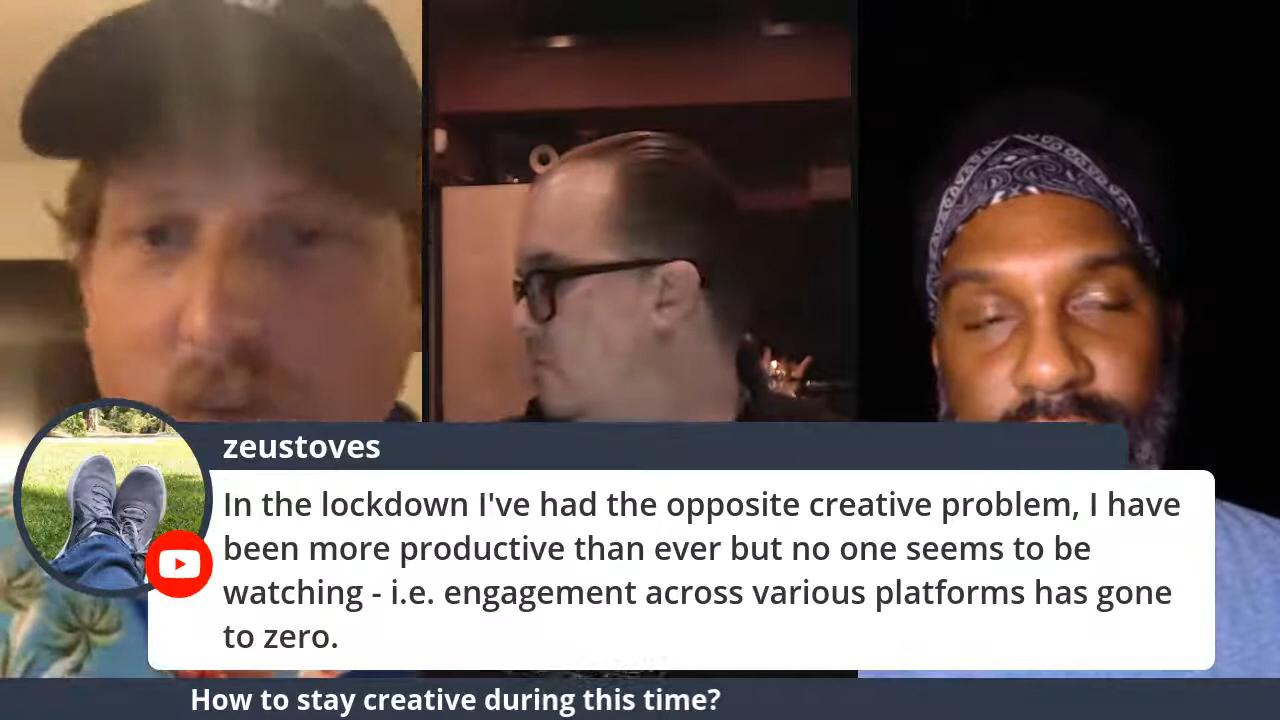 zeustoves
In the lockdown I've had the opposite creative problem, I have
been more productive than ever but no one seems to be
watching - i.e. engagement across various platforms has gone
to zero.
How to stay creative during this time?